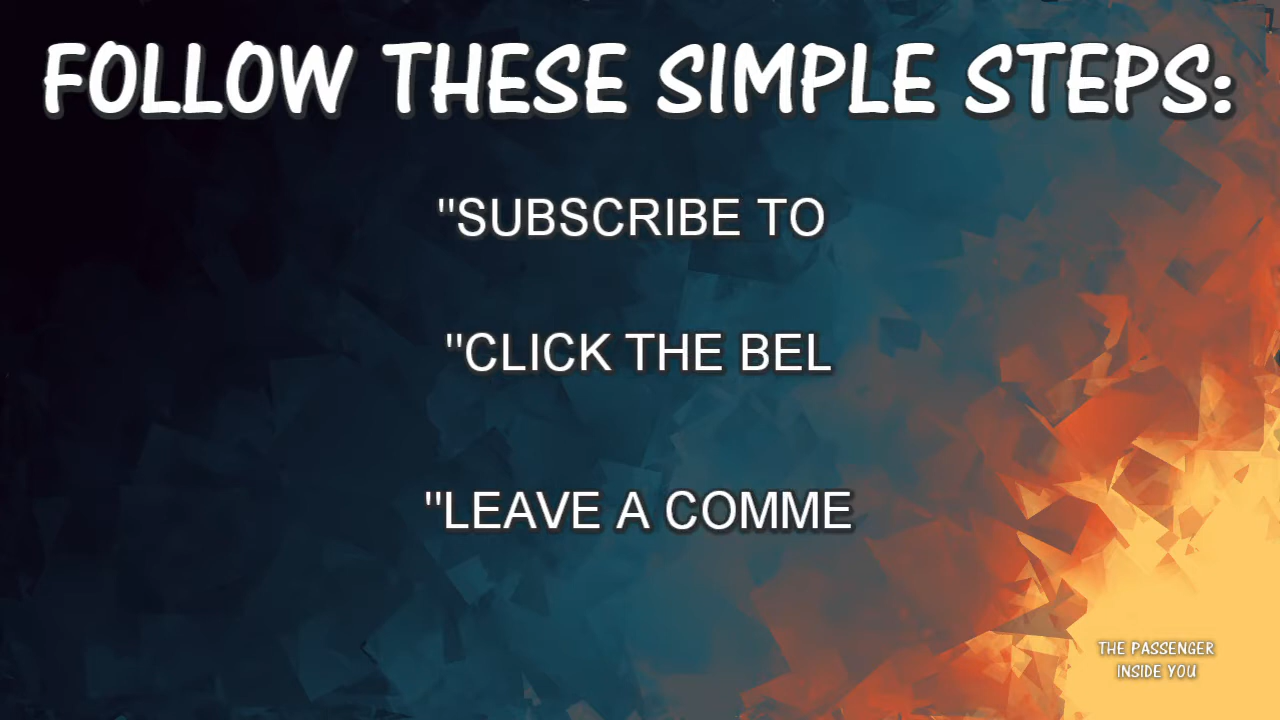 FOLLOW THESE SIMPLE STEPS:
"SUBSCRIBE TO
"CLICK THE BEL
"LEAVE A COMME
THE PASSENGER
INSIDE YOU